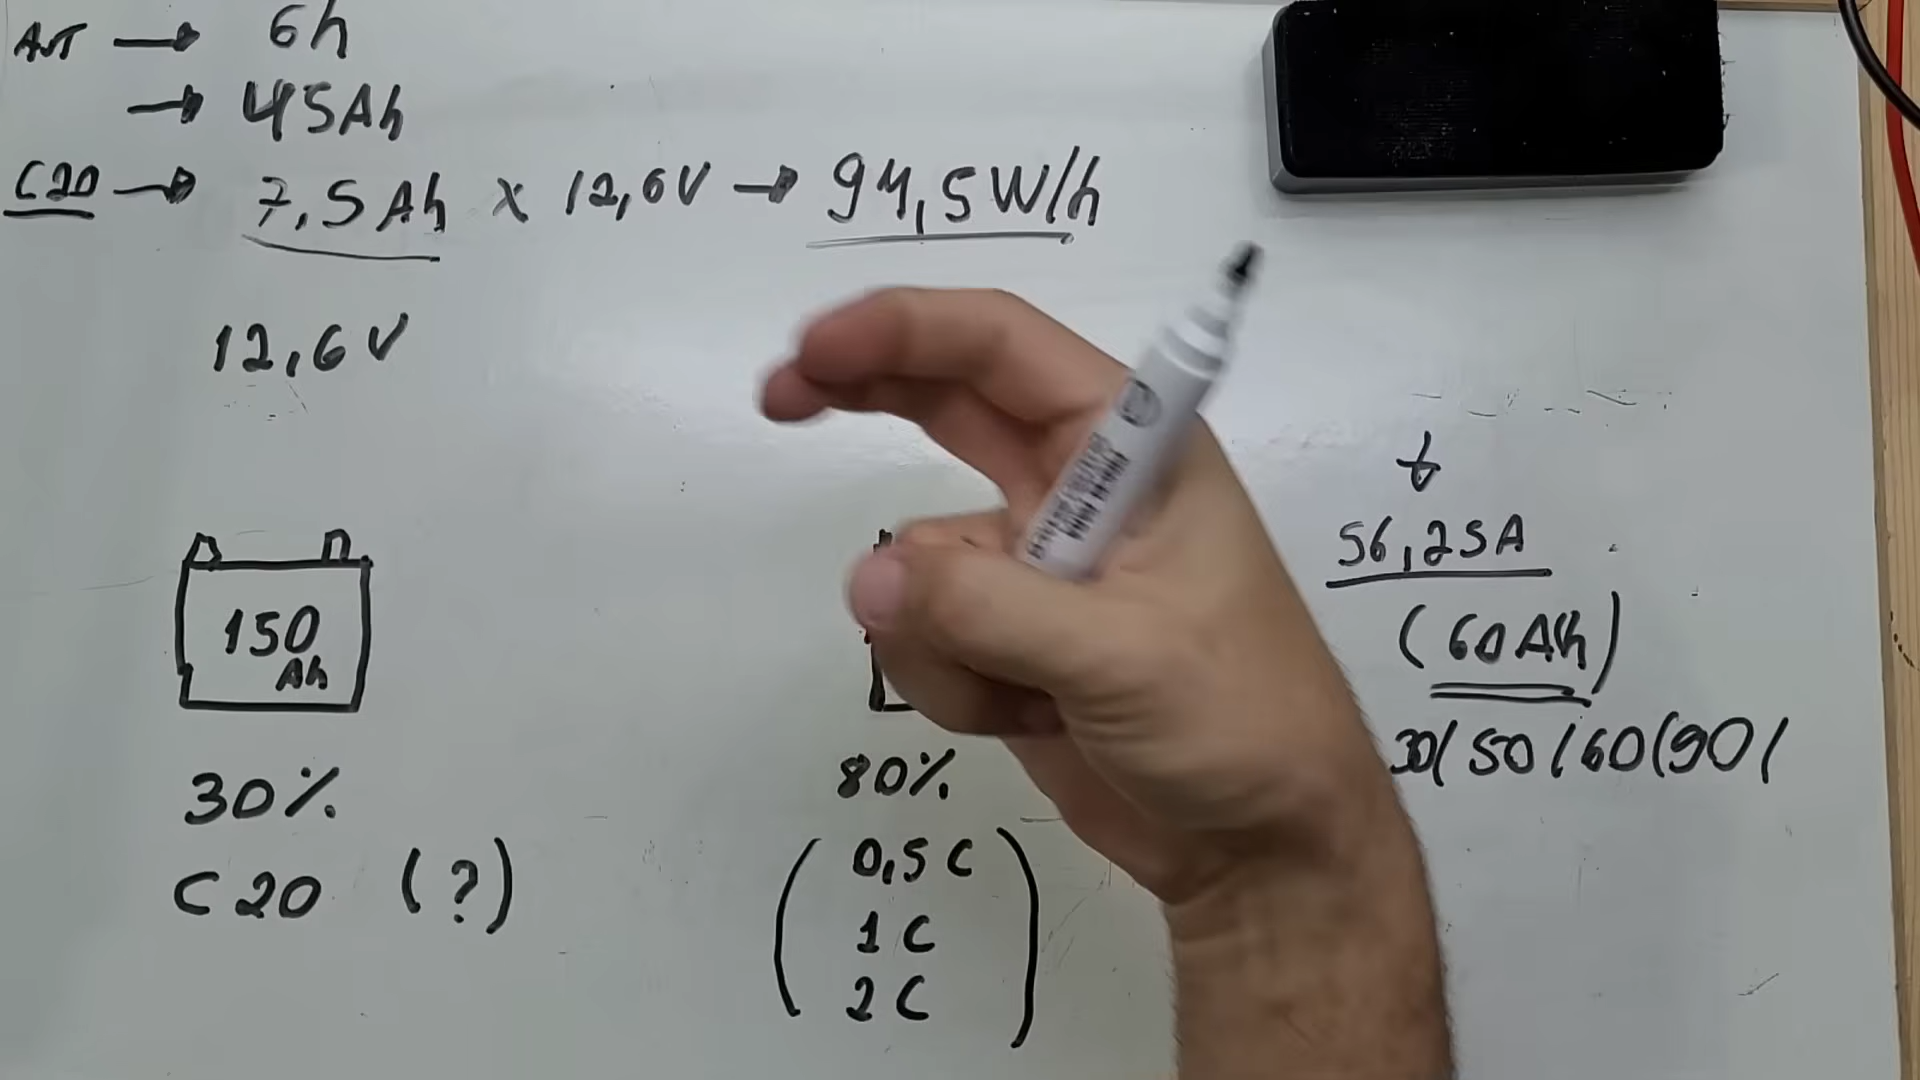 AUT → 6h
→ 45Ah
C20 → 7,5Ah x 12,6V → 94,5W/h
12,6V
150
Ah
30%
C20 (?)
80%
0,5C
1C
2C
t
56,25A
(60Ah)
30/50/60/90/